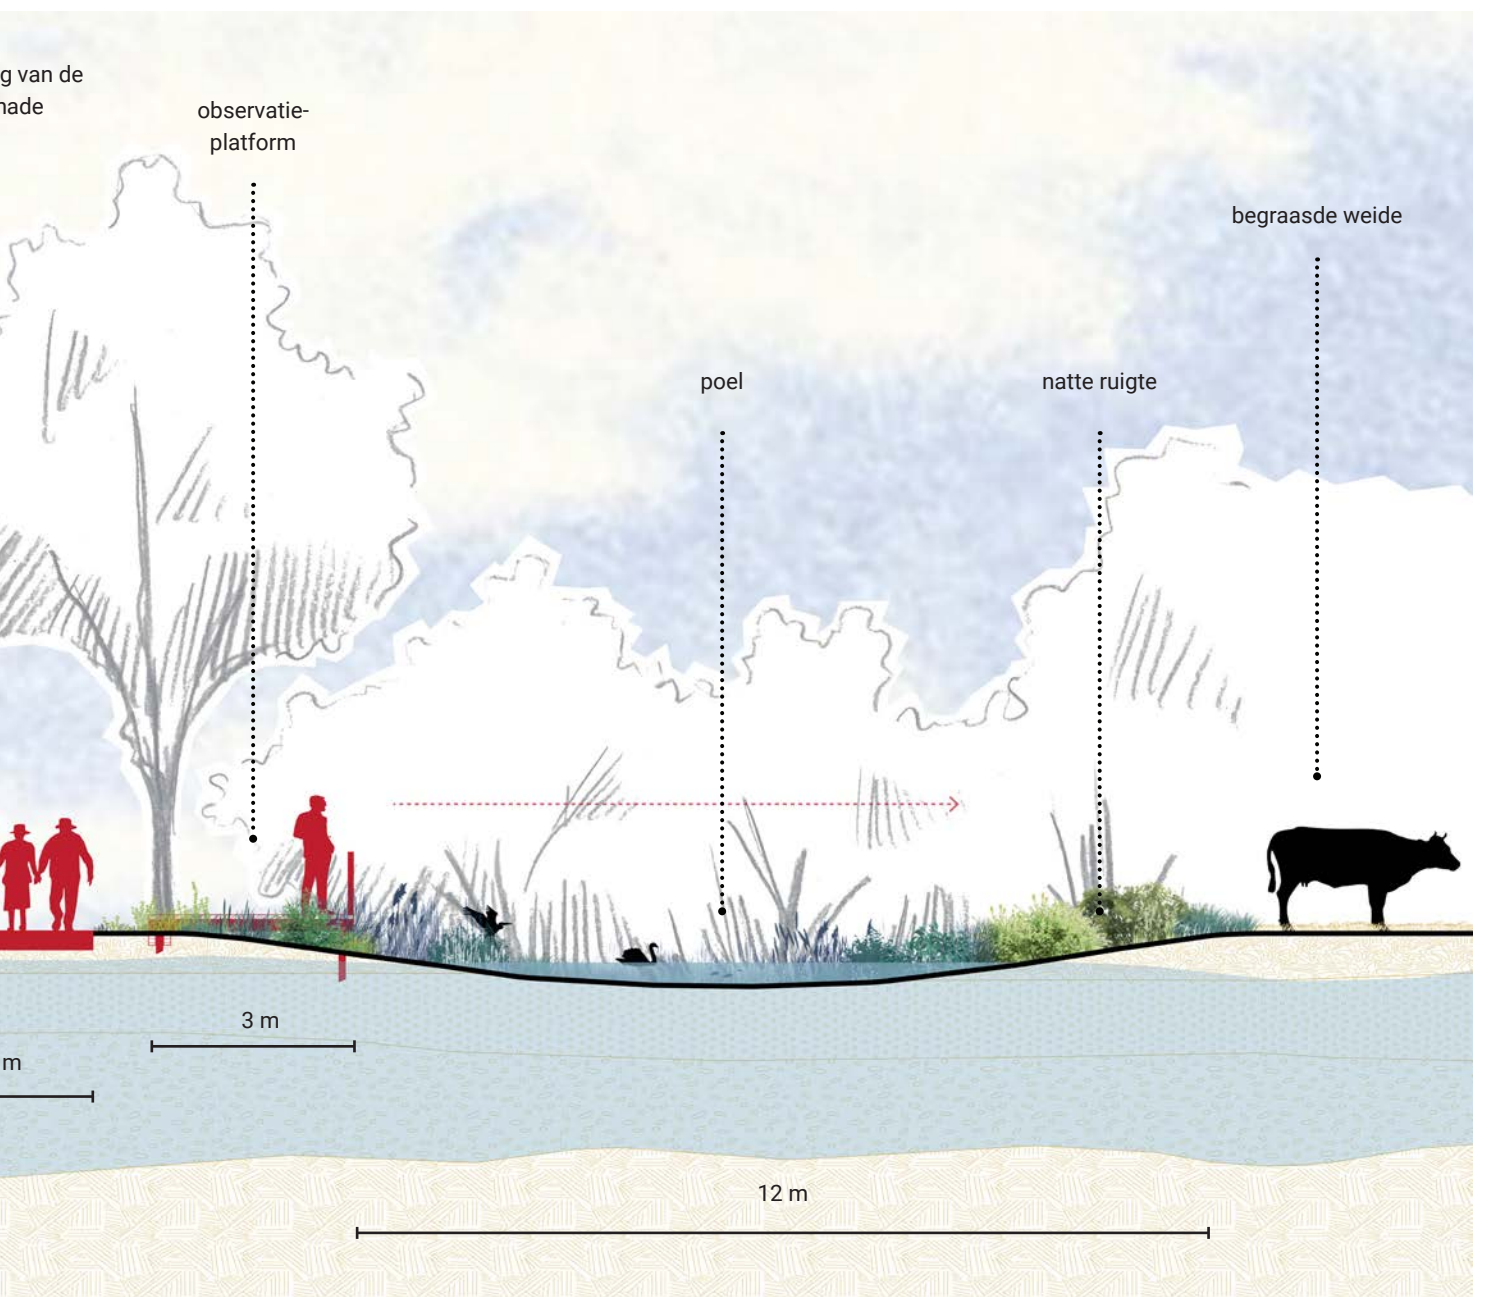 g van de
nade
observatie-
platform
begraasde weide
poel
natte ruigte
3 m
m
12 m